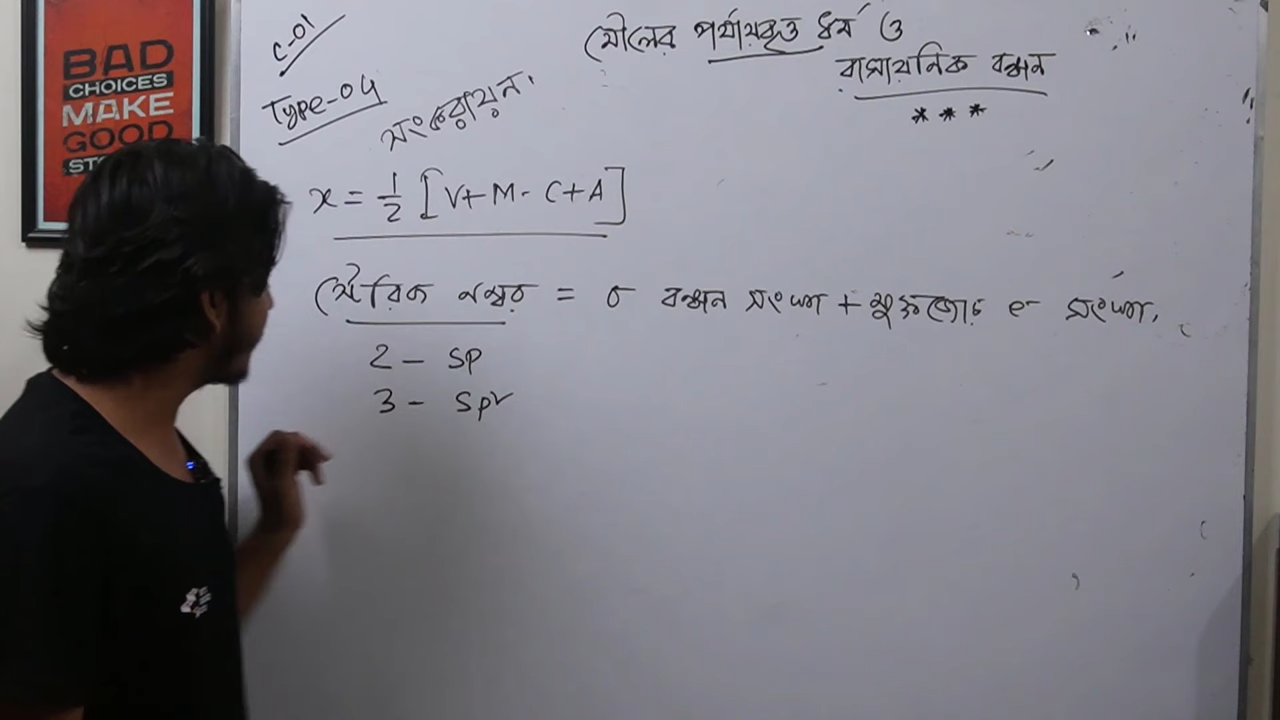 BAD
CHOICES
MAKE
GOOD
C-01
Type-04
সংকরায়ন।
মৌলের পর্যায়বৃত্ত ধর্ম ও
রাসায়নিক বন্ধন
***
x = 1/2 [V+M-C+A]
স্টেরিক নম্বর = σ বন্ধন সংখ্যা + মুক্তজোড় e- সংখ্যা
2 - sp
3 - sp²